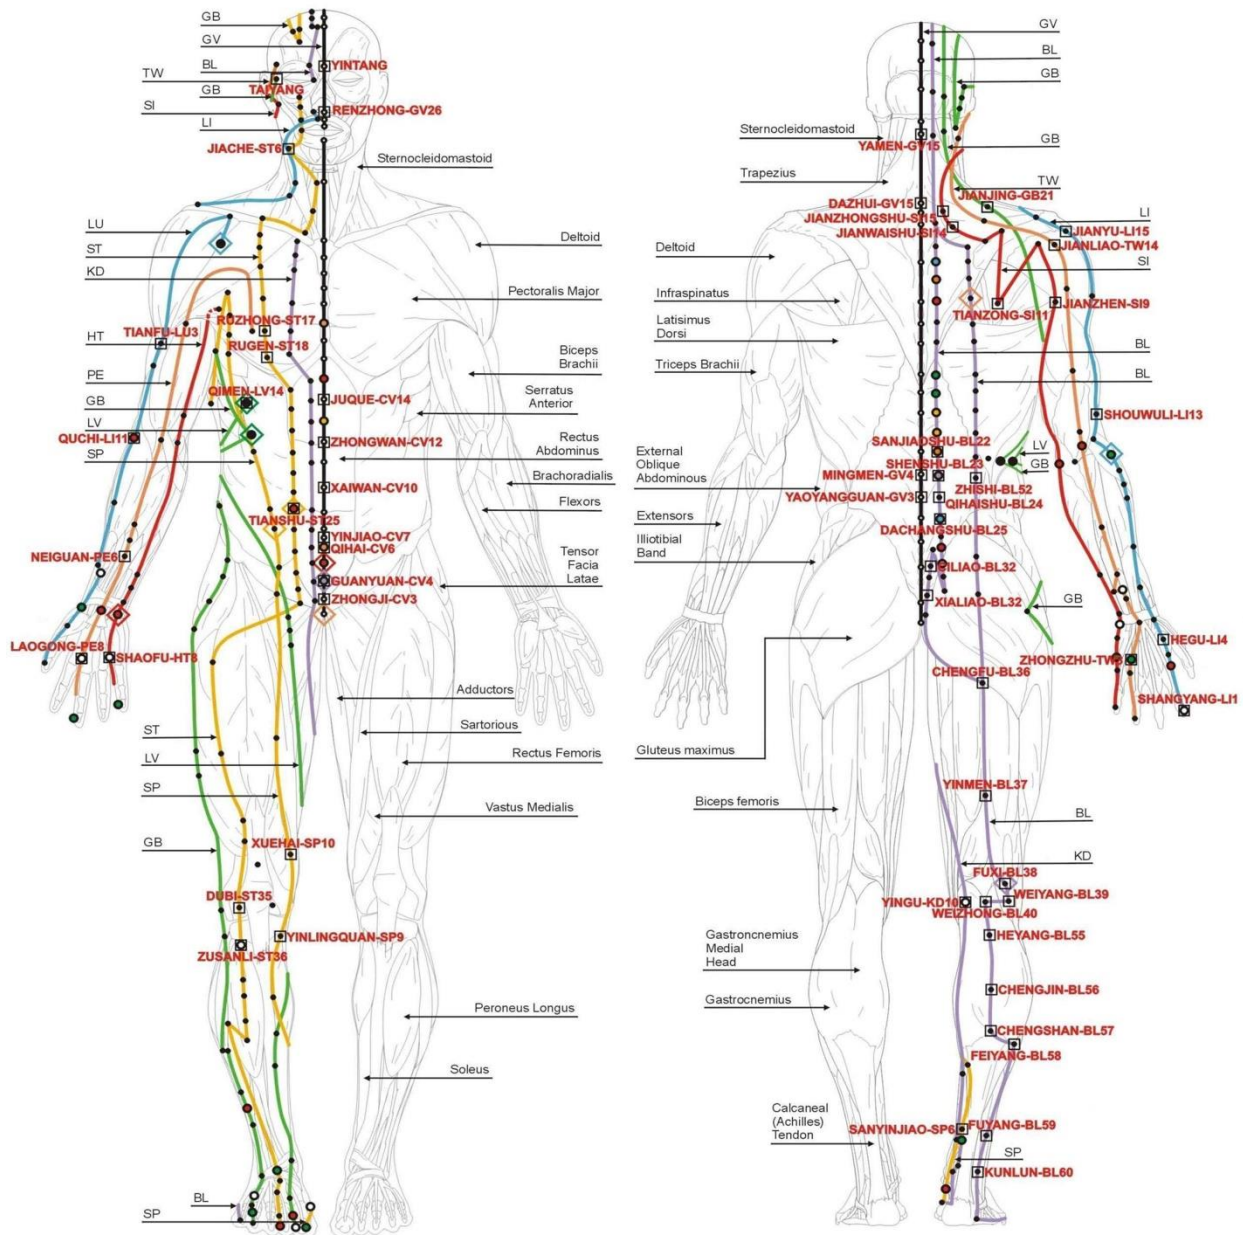 GB
GV
BL
YINTANG
TW
TAIYANG
GB
SI
RENZHONG-GV26
LI
JIACHE-ST6
Sternocleidomastoid
LU
ST
Deltoid
KD
Pectoralis Major
RUZHONG-ST17
TIANFU-LU3
HT
RUGEN-ST18
Biceps
Brachii
PE
QIMEN-LV14
Serratus
Anterior
JUQUE-CV14
GB
LV
QUCHI-LI11
ZHONGWAN-CV12
Rectus
Abdominus
SP
Brachoradialis
XAIWAN-CV10
Flexors
TIANSHU-ST25
YINJIAO-CV7
QIHAI-CV6
NEIGUAN-PE6
Tensor
Facia
Latae
GUANYUAN-CV4
ZHONGJI-CV3
LAOGONG-PE8
SHAOFU-HT8
Adductors
ST
Sartorious
LV
Rectus Femoris
SP
Vastus Medialis
GB
XUEHAI-SP10
DUBI-ST35
YINLINGQUAN-SP9
ZUSANLI-ST36
Peroneus Longus
Soleus
BL
SP
GV
BL
GB
Sternocleidomastoid
YAMEN-GV15
GB
Trapezius
TW
DAZHUI-GV15
JIANJING-GB21
JIANZHONGSHU-SI15
LI
JIANWAISHU-SI14
JIANYU-LI15
JIANLIAO-TW14
Deltoid
SI
Infraspinatus
TIANZONG-SI11
JIANZHEN-SI9
Latisimus
Dorsi
BL
Triceps Brachii
BL
SHOUWULI-LI13
SANJIAOSHU-BL22
External
Oblique
Abdominous
LV
SHENSHU-BL23
GB
MINGMEN-GV4
ZHISHI-BL52
YAOYANGGUAN-GV3
QIHAISHU-BL24
Extensors
DACHANGSHU-BL25
Illiotibial
Band
CILIAO-BL32
XIALIAO-BL32
GB
HEGU-LI4
ZHONGZHU-TW3
CHENGFU-BL36
SHANGYANG-LI1
Gluteus maximus
YINMEN-BL37
Biceps femoris
BL
KD
FUXI-BL38
WEIYANG-BL39
YINGU-KD10
WEIZHONG-BL40
HEYANG-BL55
Gastroncnemius
Medial
Head
CHENGJIN-BL56
Gastrocnemius
CHENGSHAN-BL57
FEIYANG-BL58
Calcaneal
(Achilles)
Tendon
SANYINJIAO-SP6
FUYANG-BL59
SP
KUNLUN-BL60